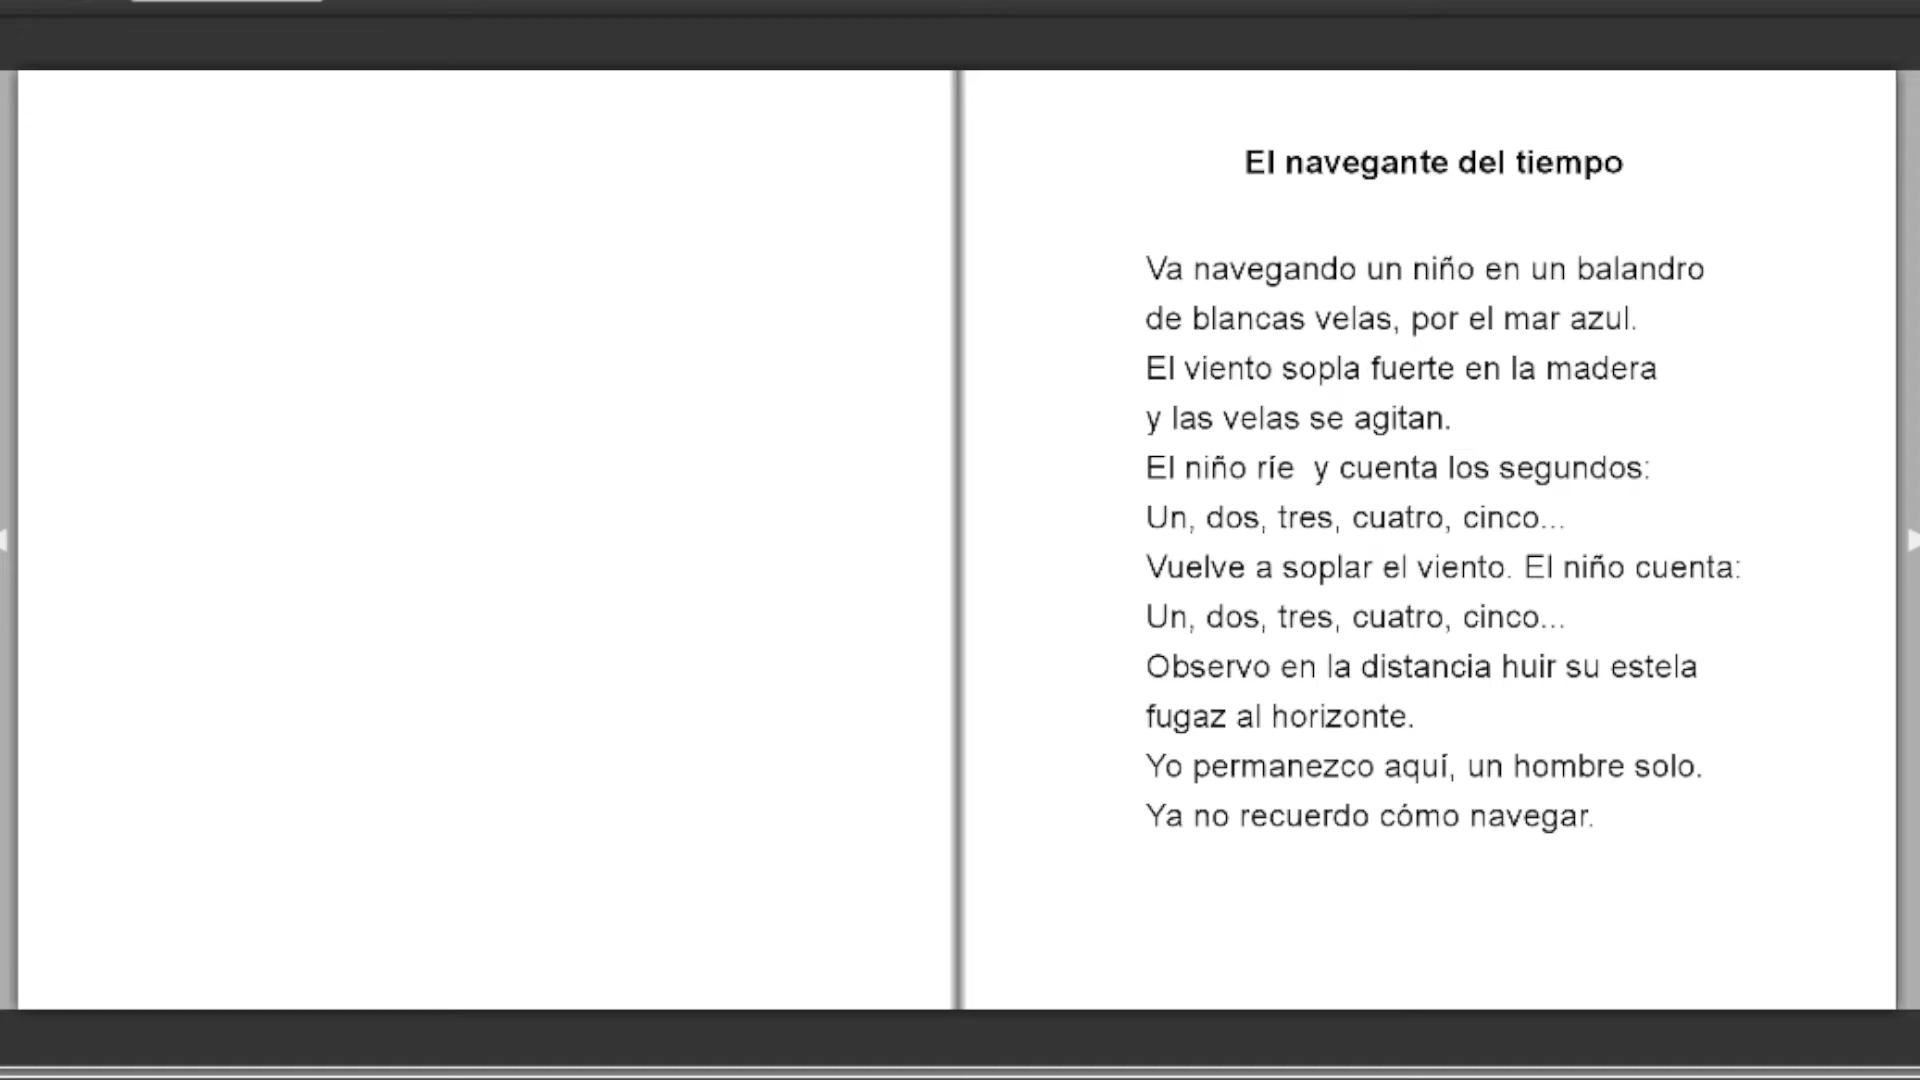 El navegante del tiempo
Va navegando un niño en un balandro
de blancas velas, por el mar azul.
El viento sopla fuerte en la madera
y las velas se agitan.
El niño ríe  y cuenta los segundos:
Un, dos, tres, cuatro, cinco...
Vuelve a soplar el viento. El niño cuenta:
Un, dos, tres, cuatro, cinco...
Observo en la distancia huir su estela
fugaz al horizonte.
Yo permanezco aquí, un hombre solo.
Ya no recuerdo cómo navegar.